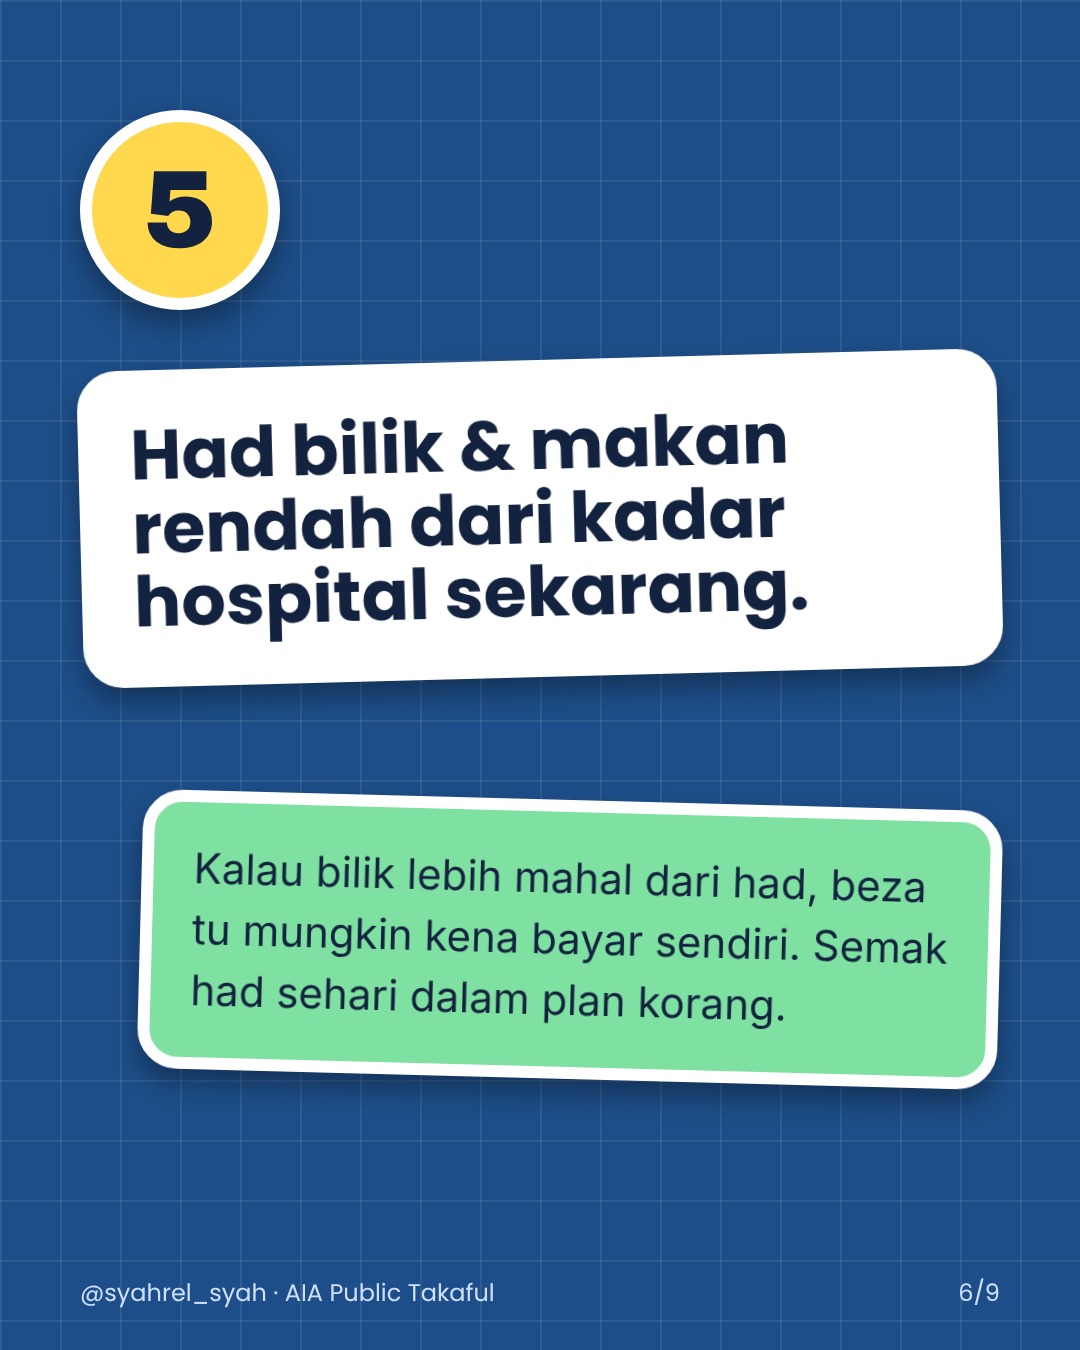 5
Had bilik & makan
rendah dari kadar
hospital sekarang.
Kalau bilik lebih mahal dari had, beza
tu mungkin kena bayar sendiri. Semak
had sehari dalam plan korang.
@syahrel_syah · AIA Public Takaful
6/9